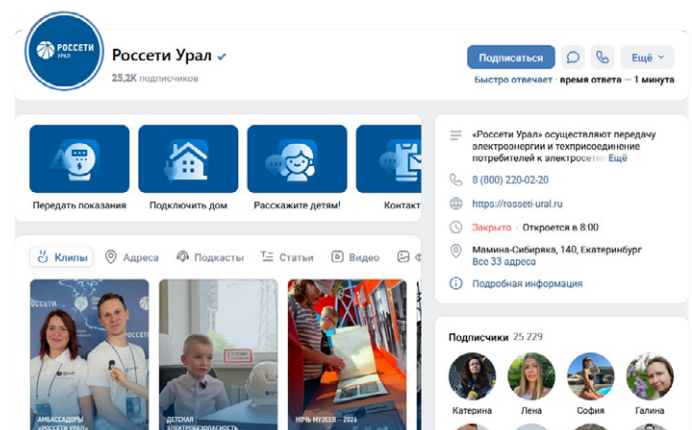 РОССЕТИ
УРАЛ
Россети Урал
25,2K подписчиков
Подписаться
Ещё
Быстро отвечает · время ответа — 1 минута
Передать показания
Подключить дом
Расскажите детям!
Контакт
Клипы
Адреса
Подкасты
Статьи
Видео
Ф
АМБАССАДОРЫ
«РОССЕТИ УРАЛ»
ДЕТСКАЯ
ЭЛЕКТРОБЕЗОПАСНОСТЬ
НОЧЬ МУЗЕЕВ – 2026
«Россети Урал» осуществляют передачу
электроэнергии и техприсоединение
потребителей к электросетям Ещё
8 (800) 220-02-20
https://rosseti-ural.ru
Закрыто · Откроется в 8:00
Мамина-Сибиряка, 140, Екатеринбург
Все 33 адреса
Подробная информация
Подписчики 25 229
Катерина
Лена
София
Галина